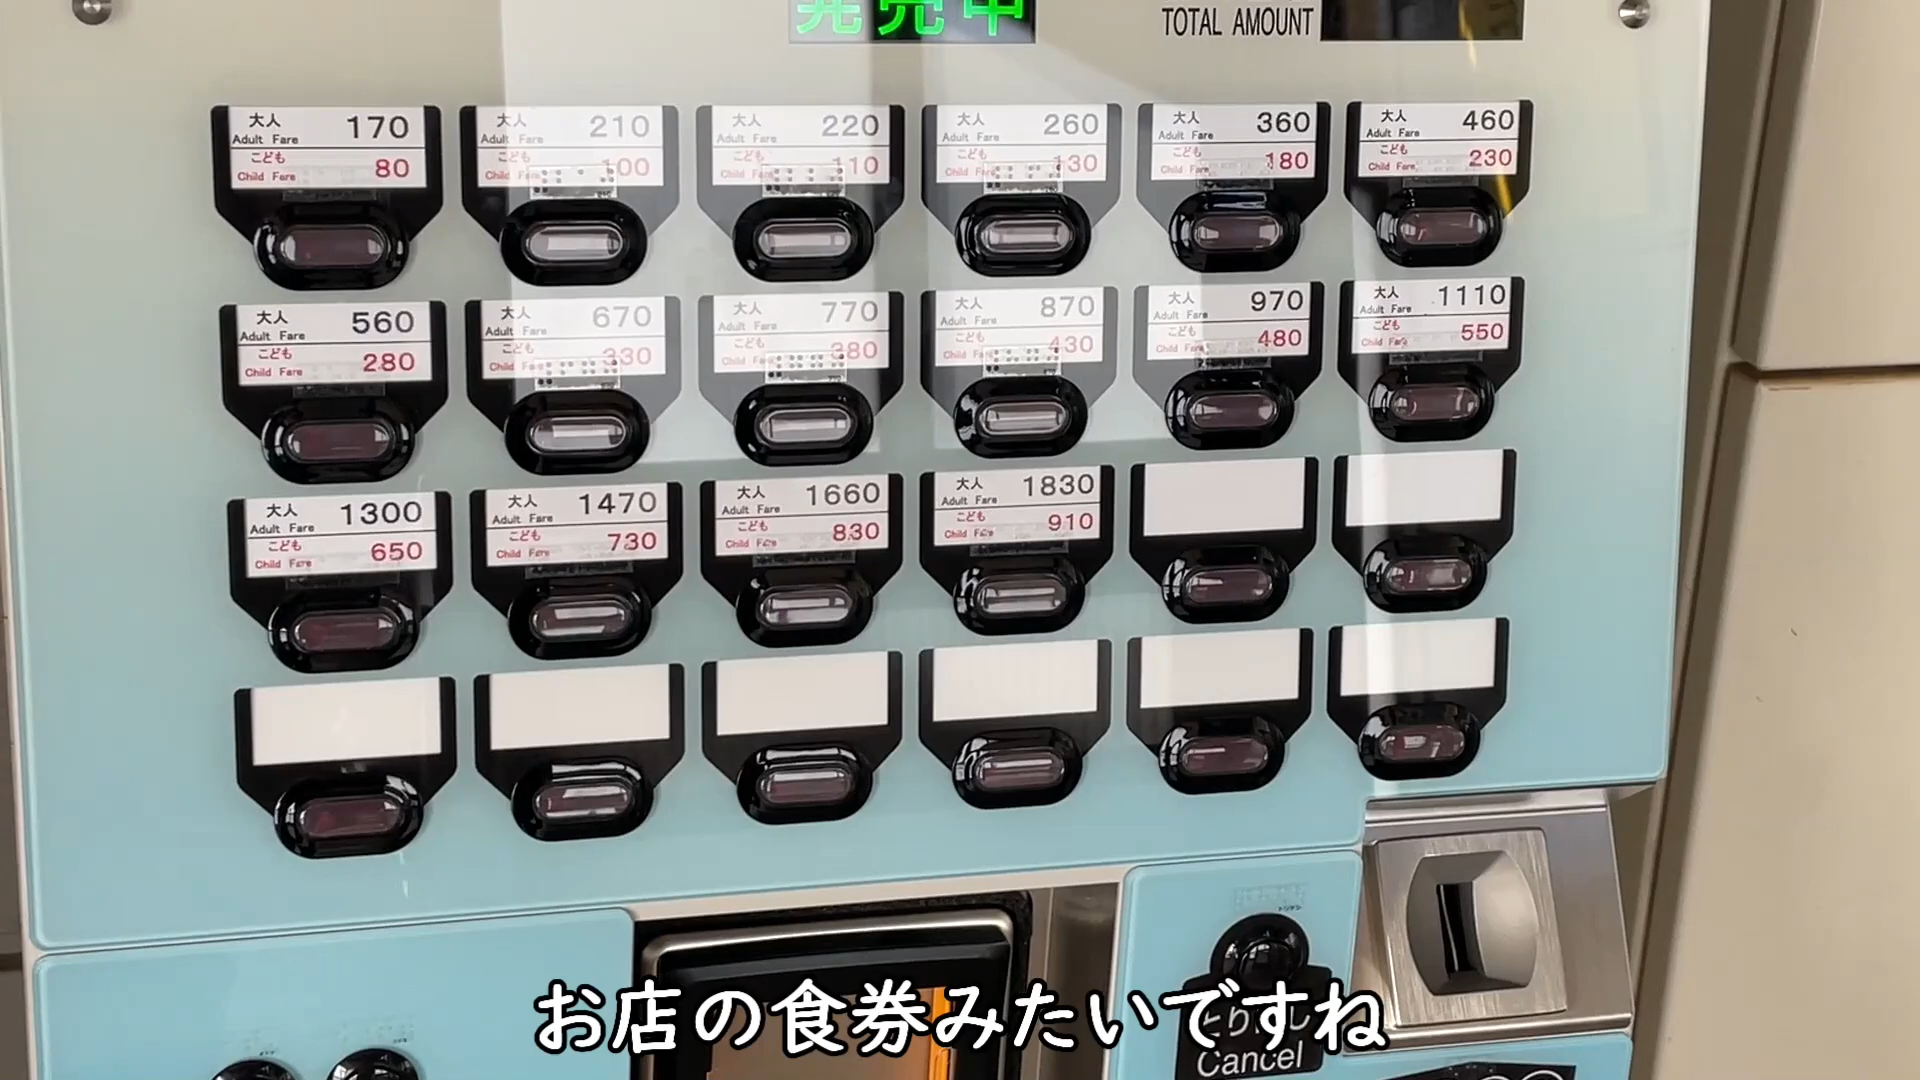 発売中
TOTAL AMOUNT
大人 Adult Fare 170
こども Child Fare 80
大人 Adult Fare 210
こども Child Fare 100
大人 Adult Fare 220
こども Child Fare 110
大人 Adult Fare 260
こども Child Fare 130
大人 Adult Fare 360
こども Child Fare 180
大人 Adult Fare 460
こども Child Fare 230
大人 Adult Fare 560
こども Child Fare 280
大人 Adult Fare 670
こども Child Fare 330
大人 Adult Fare 770
こども Child Fare 380
大人 Adult Fare 870
こども Child Fare 430
大人 Adult Fare 970
こども Child Fare 480
大人 Adult Fare 1110
こども Child Fare 550
大人 Adult Fare 1300
こども Child Fare 650
大人 Adult Fare 1470
こども Child Fare 730
大人 Adult Fare 1660
こども Child Fare 830
大人 Adult Fare 1830
こども Child Fare 910
トリケシ
とりけし
Cancel
お店の食券みたいですね